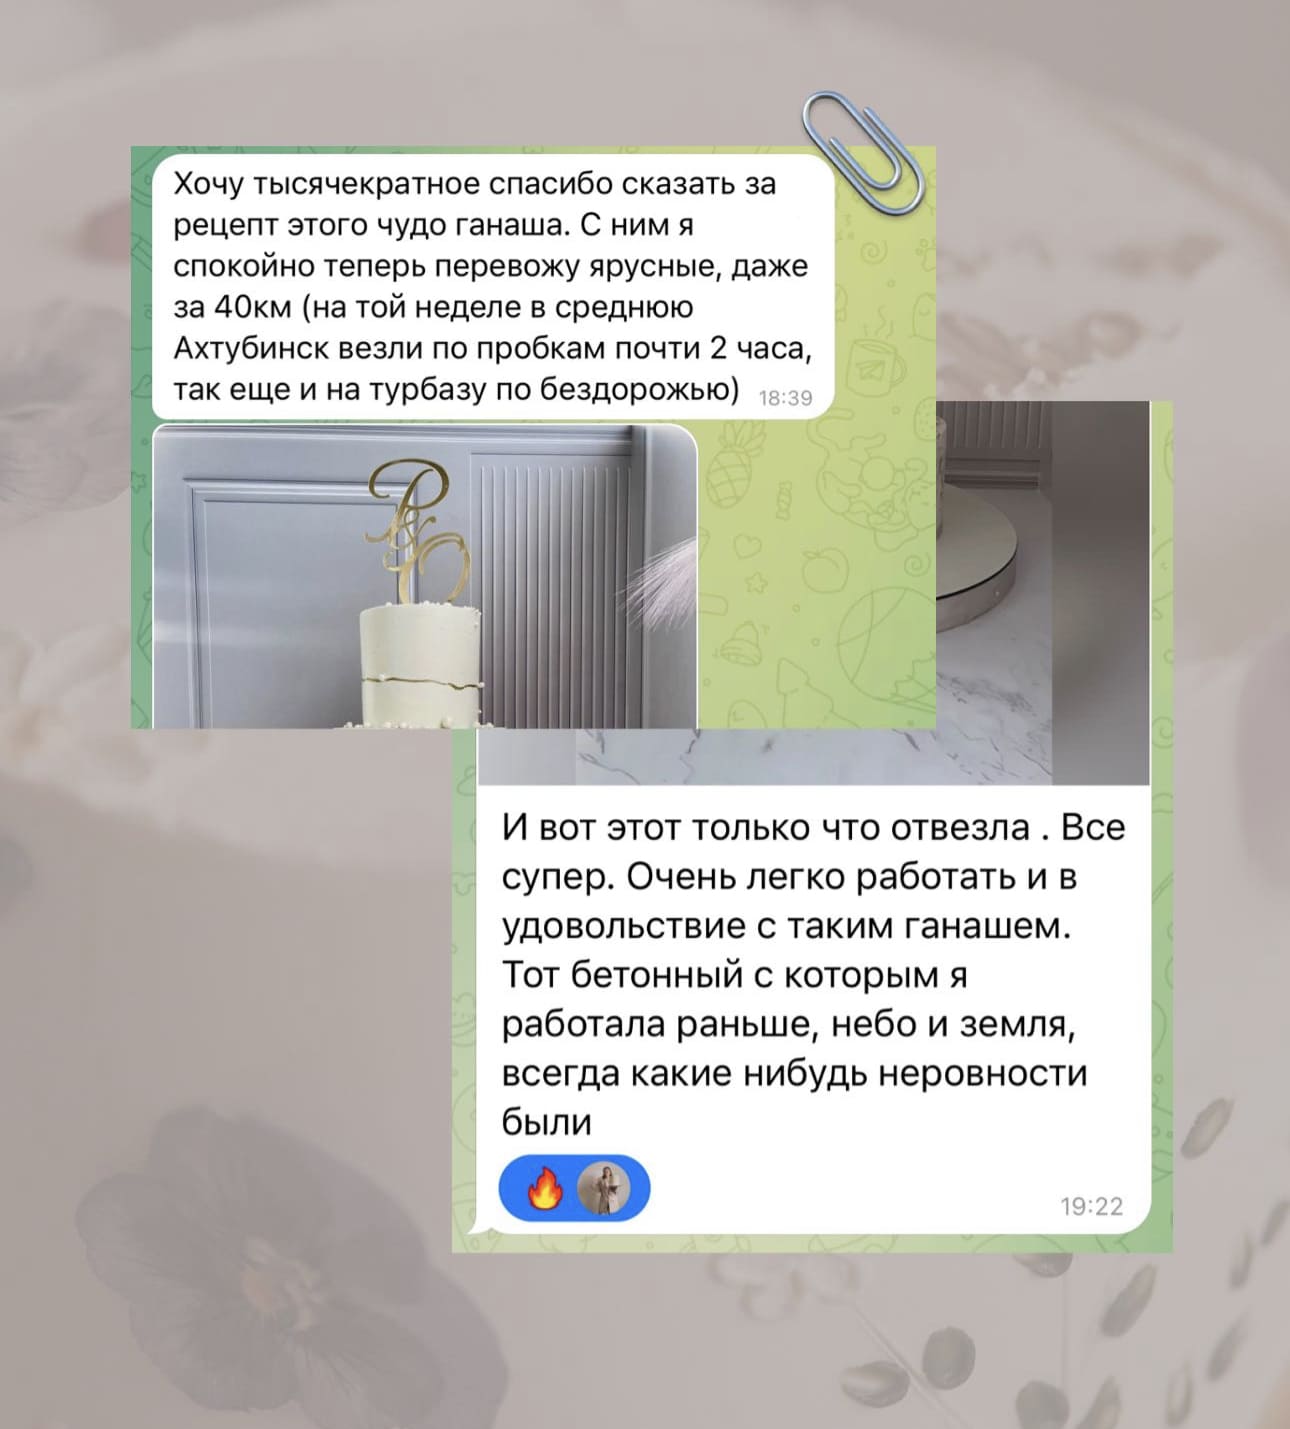 Хочу тысячекратное спасибо сказать за
рецепт этого чудо ганаша. С ним я
спокойно теперь перевожу ярусные, даже
за 40км (на той неделе в среднюю
Ахтубинск везли по пробкам почти 2 часа,
так еще и на турбазу по бездорожью)
18:39
И вот этот только что отвезла . Все
супер. Очень легко работать и в
удовольствие с таким ганашем.
Тот бетонный с которым я
работала раньше, небо и земля,
всегда какие нибудь неровности
были
19:22